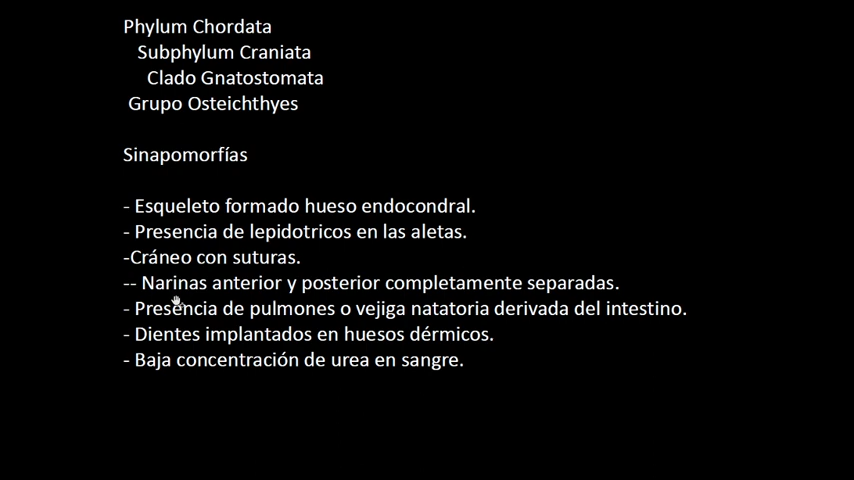 Phylum Chordata
Subphylum Craniata
Clado Gnatostomata
Grupo Osteichthyes
Sinapomorfías
- Esqueleto formado hueso endocondral.
- Presencia de lepidotricos en las aletas.
-Cráneo con suturas.
-- Narinas anterior y posterior completamente separadas.
- Presencia de pulmones o vejiga natatoria derivada del intestino.
- Dientes implantados en huesos dérmicos.
- Baja concentración de urea en sangre.